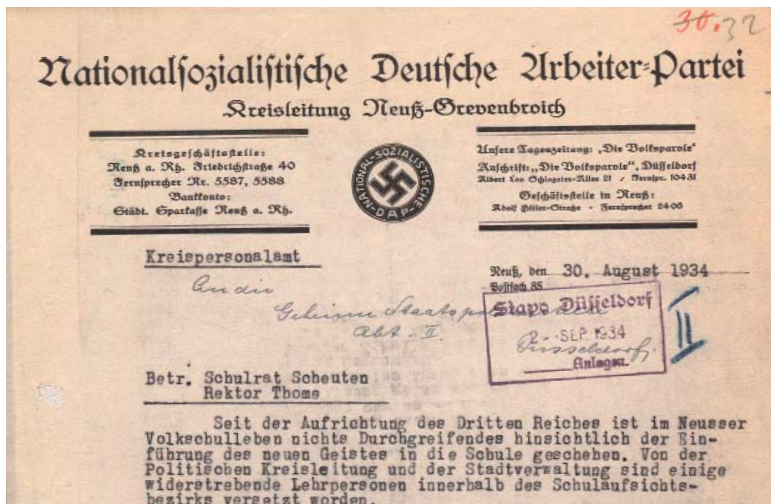 30. 32
Nationalsozialistische Deutsche Arbeiter-Partei
Kreisleitung Neuß-Grevenbroich
Kreisgeschäftsstelle:
Neuß a. Rh. Friedrichstraße 40
Fernsprecher Nr. 5587, 5588
Bankkonto:
Städt. Sparkasse Neuß a. Rh.
NATIONAL-SOZIALISTISCHE D.A.P.
Unsere Tageszeitung: „Die Volksparole"
Anschrift: „Die Volksparole", Düsseldorf
Albert Leo Schlageter-Allee 21 / Fernspr. 10431
Geschäftsstelle in Neuß:
Adolf Hitler-Straße - Fernsprecher 2406
Kreispersonalamt
Neuß, den 30. August 1934
Postfach 88
An die
Geheime Staatspolizei
Abt. II.
Düsseldorf.
Stapo Düsseldorf
2 - SEP. 1934
Anlagen.
II
Betr. Schulrat Scheuten
Rektor Thome
Seit der Aufrichtung des Dritten Reiches ist im Neusser
Volkschulleben nichts Durchgreifendes hinsichtlich der Ein-
führung des neuen Geistes in die Schule geschehen. Von der
Politischen Kreisleitung und der Stadtverwaltung sind einige
widerstrebende Lehrpersonen innerhalb des Schulaufsichts-
bezirks versetzt worden.